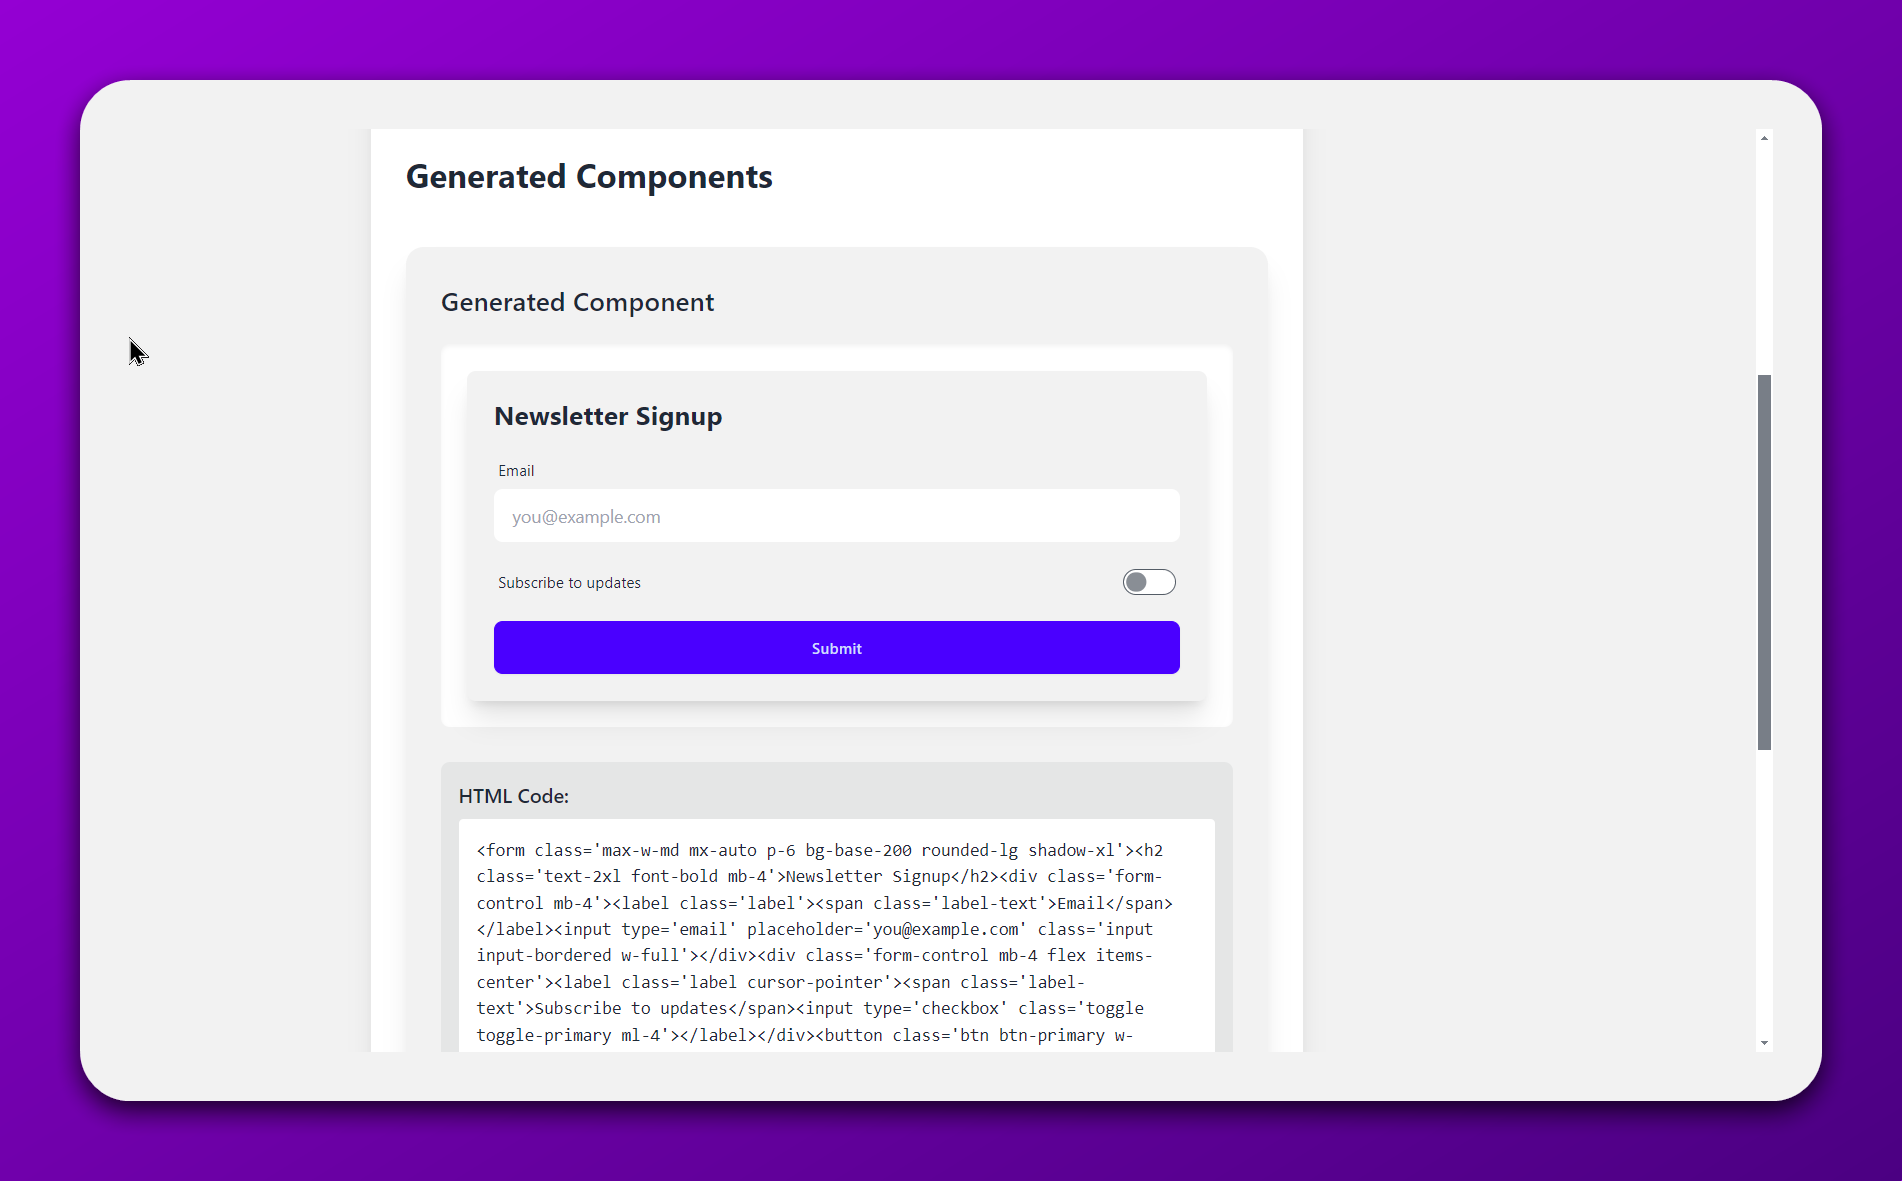 Generated Components
Generated Component
Newsletter Signup
Email
you@example.com
Subscribe to updates
Submit
HTML Code:
<form class='max-w-md mx-auto p-6 bg-base-200 rounded-lg shadow-xl'><h2
class='text-2xl font-bold mb-4'>Newsletter Signup</h2><div class='form-
control mb-4'><label class='label'><span class='label-text'>Email</span>
</label><input type='email' placeholder='you@example.com' class='input
input-bordered w-full'></div><div class='form-control mb-4 flex items-
center'><label class='label cursor-pointer'><span class='label-
text'>Subscribe to updates</span><input type='checkbox' class='toggle
toggle-primary ml-4'></label></div><button class='btn btn-primary w-